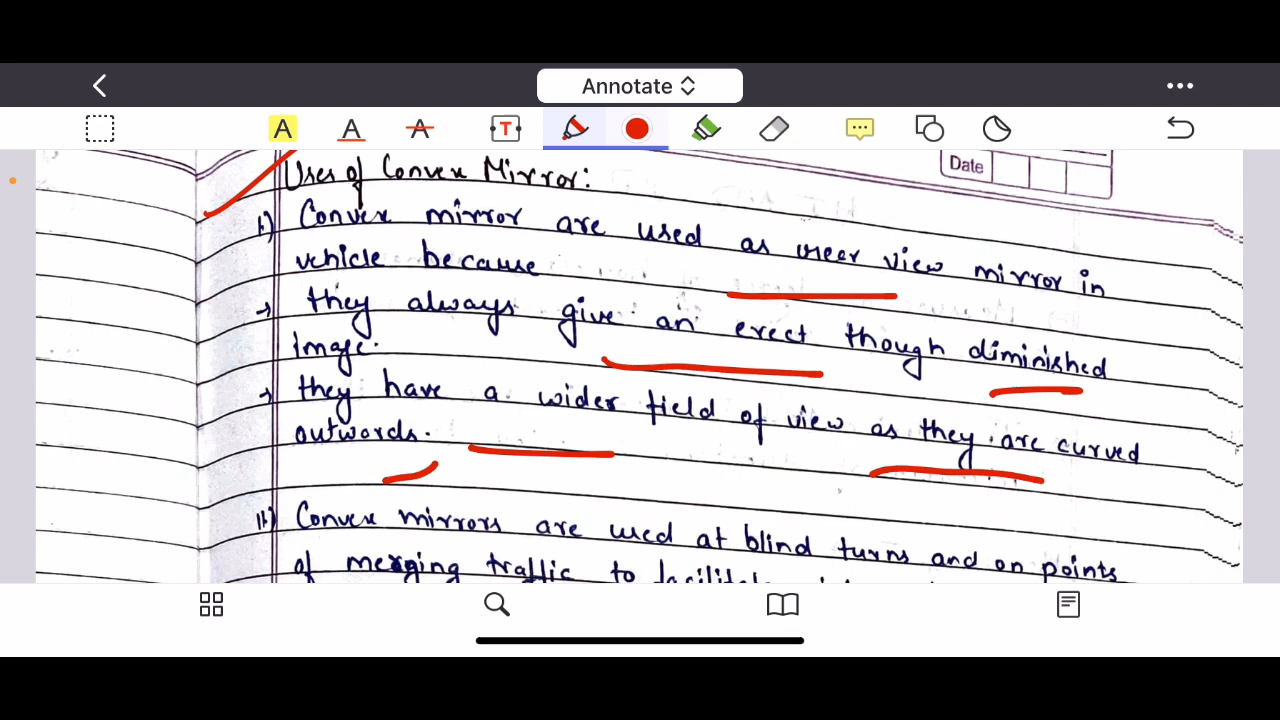 Annotate
Date
Uses of Convex Mirror:
i) Convex mirror are used as rear view mirror in
vehicle because
→ they always give an erect though diminished
Image.
→ they have a wider field of view as they are curved
outwards.
ii) Convex mirrors are used at blind turns and on points
of merging traffic to facilitate